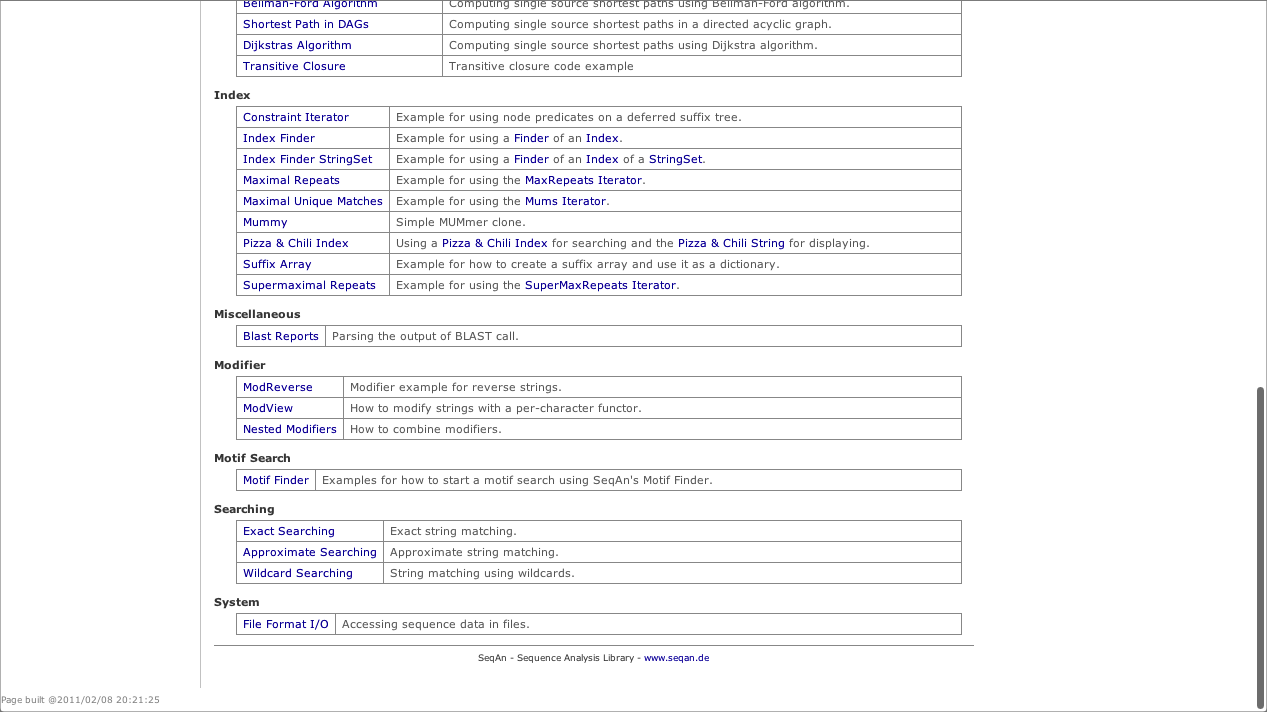 Bellman-Ford Algorithm Computing single source shortest paths using Bellman-Ford algorithm.
Shortest Path in DAGs Computing single source shortest paths in a directed acyclic graph.
Dijkstras Algorithm Computing single source shortest paths using Dijkstra algorithm.
Transitive Closure Transitive closure code example
Index
Constraint Iterator Example for using node predicates on a deferred suffix tree.
Index Finder Example for using a Finder of an Index.
Index Finder StringSet Example for using a Finder of an Index of a StringSet.
Maximal Repeats Example for using the MaxRepeats Iterator.
Maximal Unique Matches Example for using the Mums Iterator.
Mummy Simple MUMmer clone.
Pizza & Chili Index Using a Pizza & Chili Index for searching and the Pizza & Chili String for displaying.
Suffix Array Example for how to create a suffix array and use it as a dictionary.
Supermaximal Repeats Example for using the SuperMaxRepeats Iterator.
Miscellaneous
Blast Reports Parsing the output of BLAST call.
Modifier
ModReverse Modifier example for reverse strings.
ModView How to modify strings with a per-character functor.
Nested Modifiers How to combine modifiers.
Motif Search
Motif Finder Examples for how to start a motif search using SeqAn's Motif Finder.
Searching
Exact Searching Exact string matching.
Approximate Searching Approximate string matching.
Wildcard Searching String matching using wildcards.
System
File Format I/O Accessing sequence data in files.
SeqAn - Sequence Analysis Library - www.seqan.de
Page built @2011/02/08 20:21:25